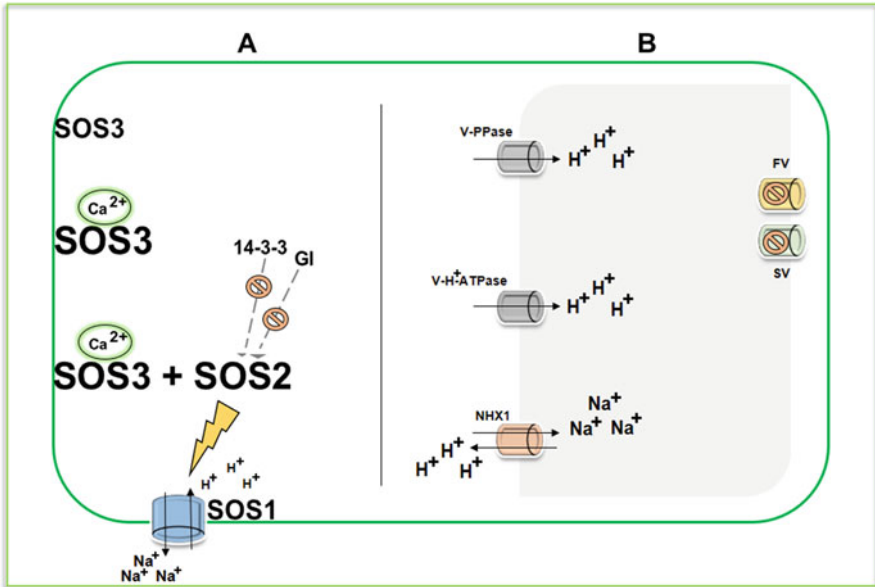 A
SOS3
Ca2+
SOS3
14-3-3
GI
Ca2+
SOS3 + SOS2
H+ H+ H+
SOS1
Na+
Na+ Na+
B
V-PPase
H+ H+ H+
FV
SV
V-H+-ATPase
H+ H+ H+
NHX1
Na+
Na+ Na+
H+ H+ H+